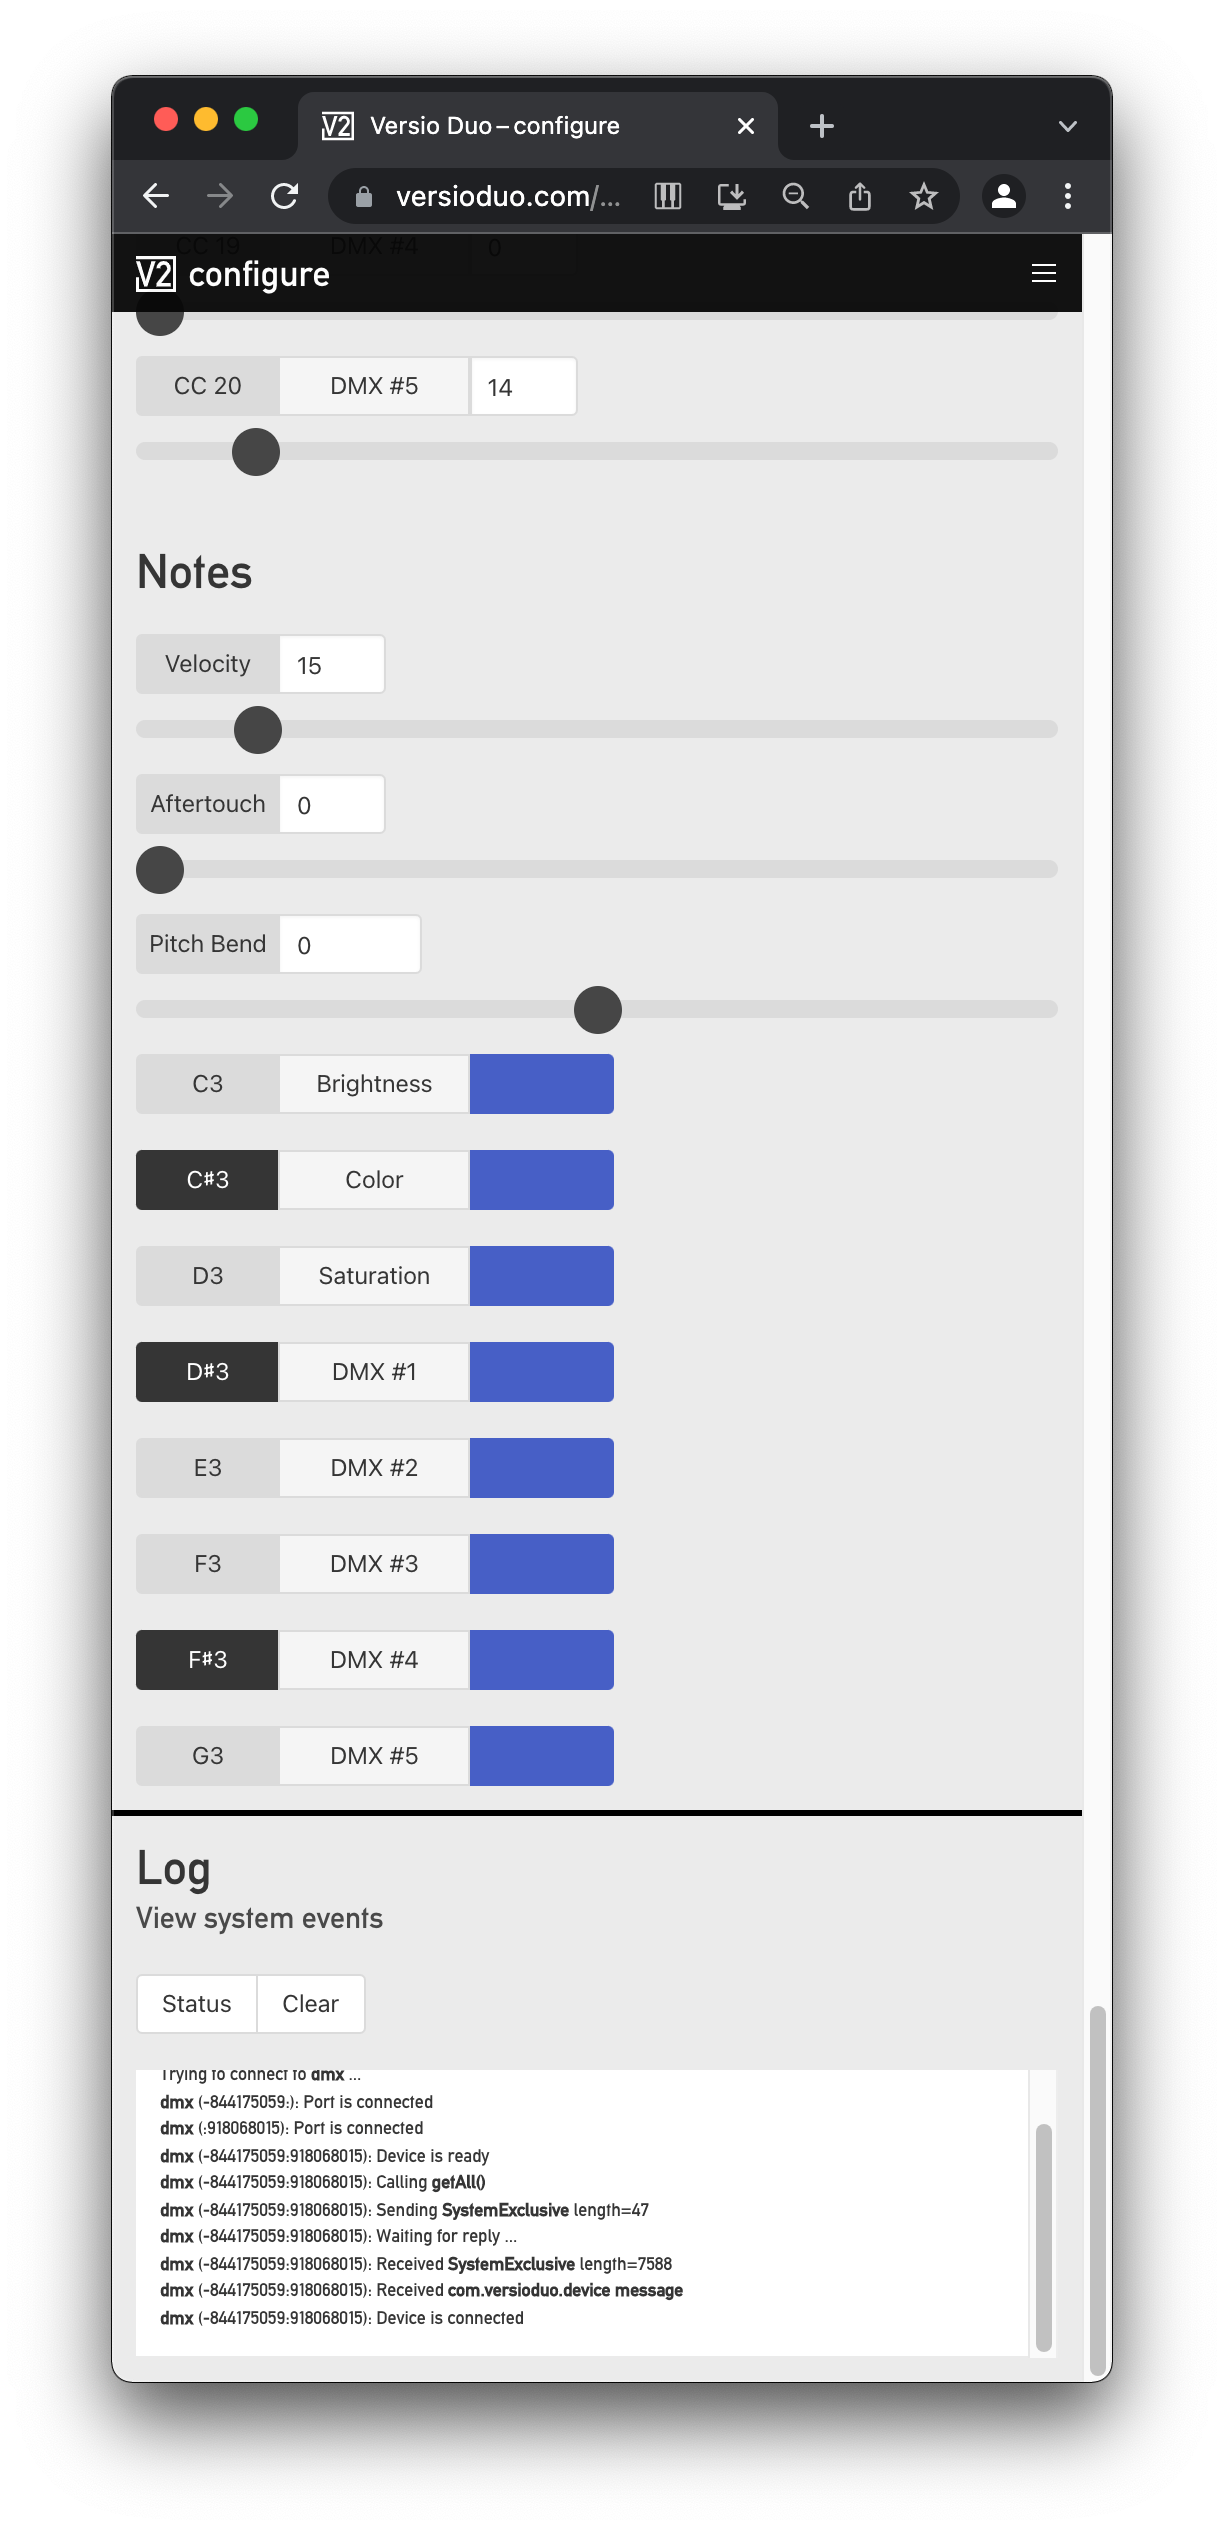 V2 Versio Duo – configure
versioduo.com/...
CC 19 DMX #4 0
V2 configure
CC 20 DMX #5 14
Notes
Velocity 15
Aftertouch 0
Pitch Bend 0
C3 Brightness
C♯3 Color
D3 Saturation
D♯3 DMX #1
E3 DMX #2
F3 DMX #3
F♯3 DMX #4
G3 DMX #5
Log
View system events
Status Clear
Trying to connect to dmx ...
dmx (-844175059:): Port is connected
dmx (:918068015): Port is connected
dmx (-844175059:918068015): Device is ready
dmx (-844175059:918068015): Calling getAll()
dmx (-844175059:918068015): Sending SystemExclusive length=47
dmx (-844175059:918068015): Waiting for reply ...
dmx (-844175059:918068015): Received SystemExclusive length=7588
dmx (-844175059:918068015): Received com.versioduo.device message
dmx (-844175059:918068015): Device is connected